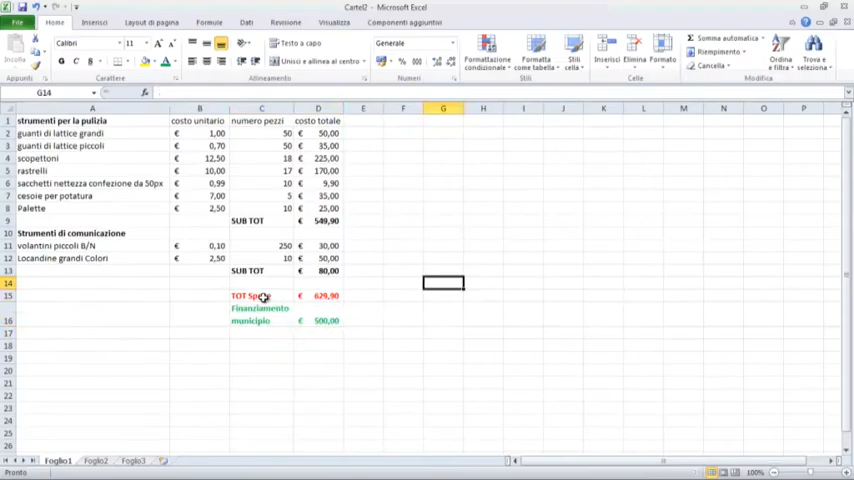 Cartel2 - Microsoft Excel
File Home Inserisci Layout di pagina Formule Dati Revisione Visualizza Componenti aggiuntivi
Incolla
Calibri 11
G C S
Testo a capo
Unisci e allinea al centro
Generale
% 000
Formattazione condizionale
Formatta come tabella
Stili cella
Inserisci Elimina Formato
Somma automatica
Riempimento
Cancella
Ordina e filtra
Trova e seleziona
Appunti Carattere Allineamento Numeri Stili Celle Modifica
G14 fx
A B C D E F G H I J K L M N O P
1 strumenti per la pulizia costo unitario numero pezzi costo totale
2 guanti di lattice grandi € 1,00 50 € 50,00
3 guanti di lattice piccoli € 0,70 50 € 35,00
4 scopettoni € 12,50 18 € 225,00
5 rastrelli € 10,00 17 € 170,00
6 sacchetti nettezza confezione da 50px € 0,99 10 € 9,90
7 cesoie per potatura € 7,00 5 € 35,00
8 Palette € 2,50 10 € 25,00
9 SUB TOT € 549,90
10 Strumenti di comunicazione
11 volantini piccoli B/N € 0,10 250 € 30,00
12 Locandine grandi Colori € 2,50 10 € 50,00
13 SUB TOT € 80,00
14
15 TOT € 629,90
Finanziamento
16 municipio € 500,00
17
18
19
20
21
22
23
24
25
26
Foglio1 Foglio2 Foglio3
Pronto 100%